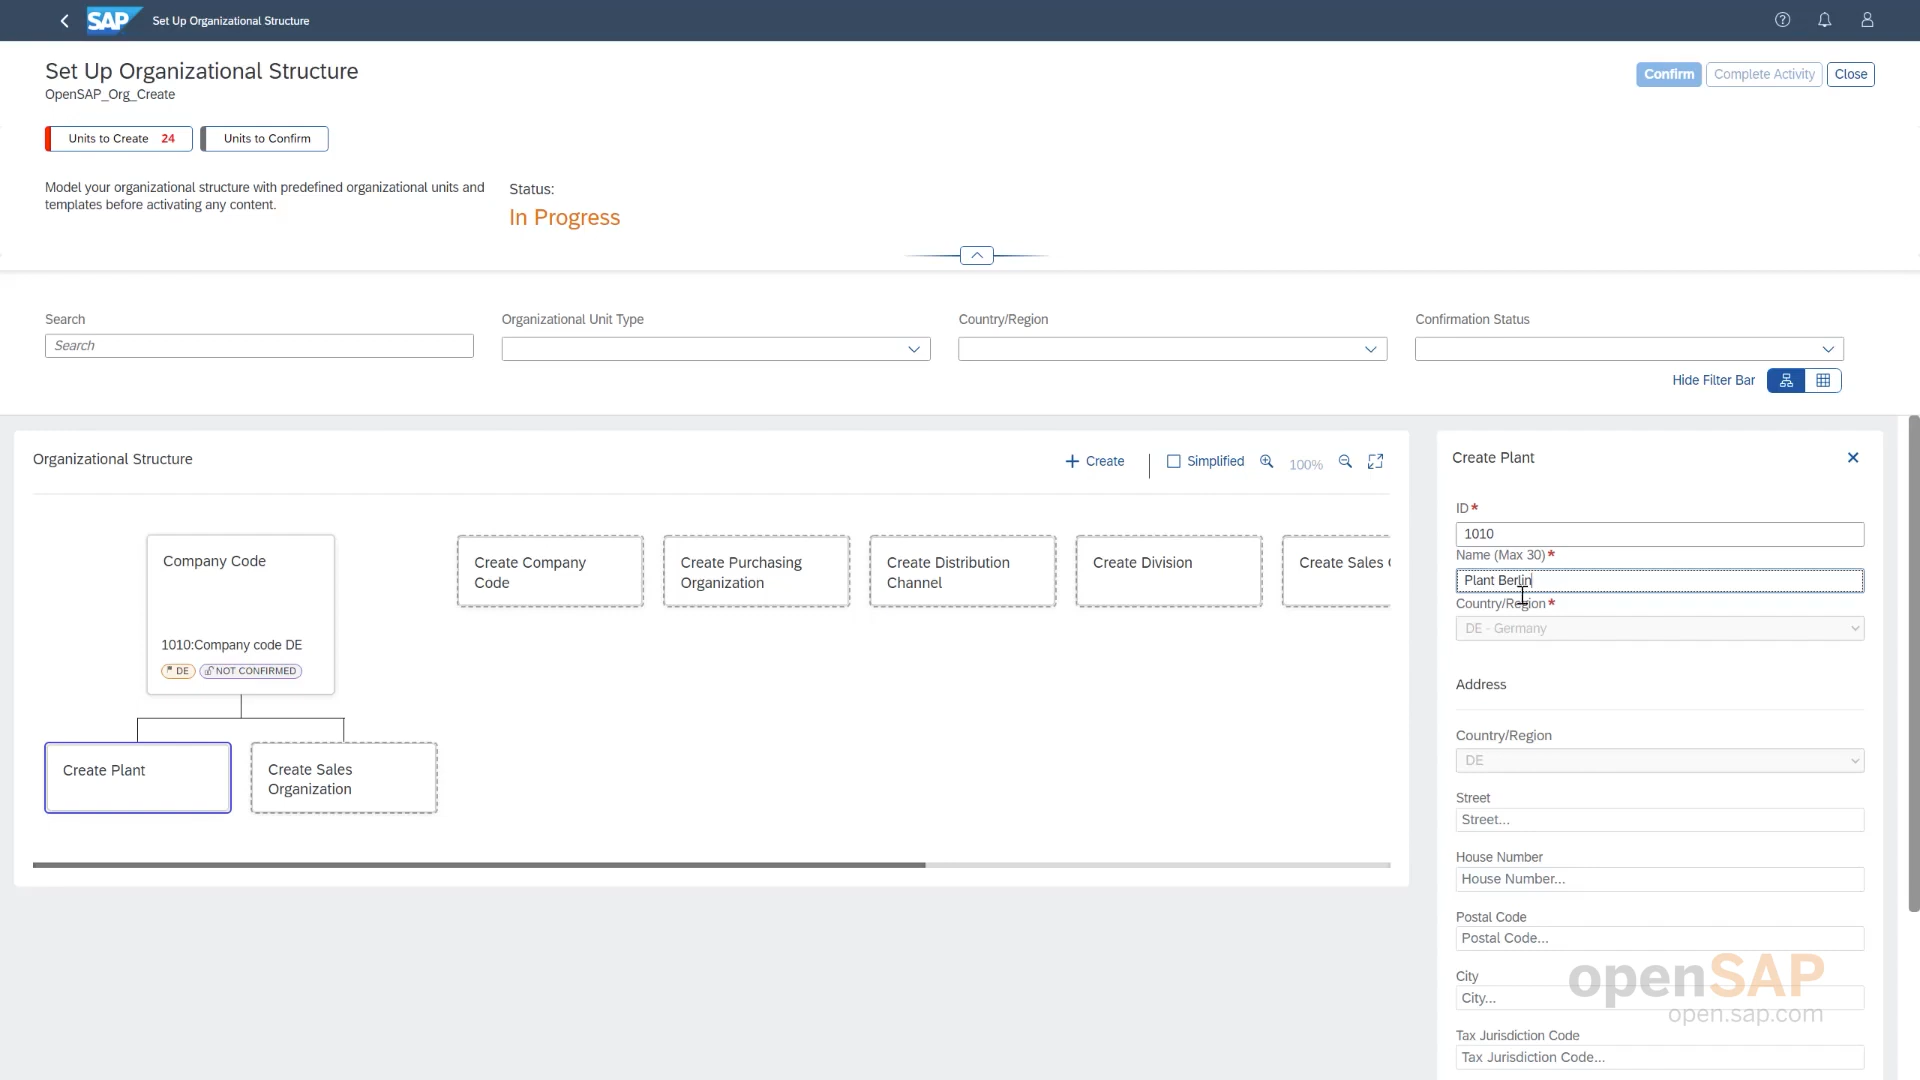 SAP Set Up Organizational Structure
Set Up Organizational Structure
OpenSAP_Org_Create
Confirm Complete Activity Close
Units to Create 24 Units to Confirm
Model your organizational structure with predefined organizational units and
templates before activating any content.
Status:
In Progress
Search
Search
Organizational Unit Type
Country/Region
Confirmation Status
Hide Filter Bar
Organizational Structure
Create Simplified 100%
Company Code
1010:Company code DE
DE NOT CONFIRMED
Create Company
Code
Create Purchasing
Organization
Create Distribution
Channel
Create Division
Create Sales
Create Plant
Create Sales
Organization
Create Plant
ID*
1010
Name (Max 30)*
Plant Berlin
Country/Region*
DE - Germany
Address
Country/Region
DE
Street
Street...
House Number
House Number...
Postal Code
Postal Code...
City
City...
Tax Jurisdiction Code
Tax Jurisdiction Code...
openSAP
open.sap.com